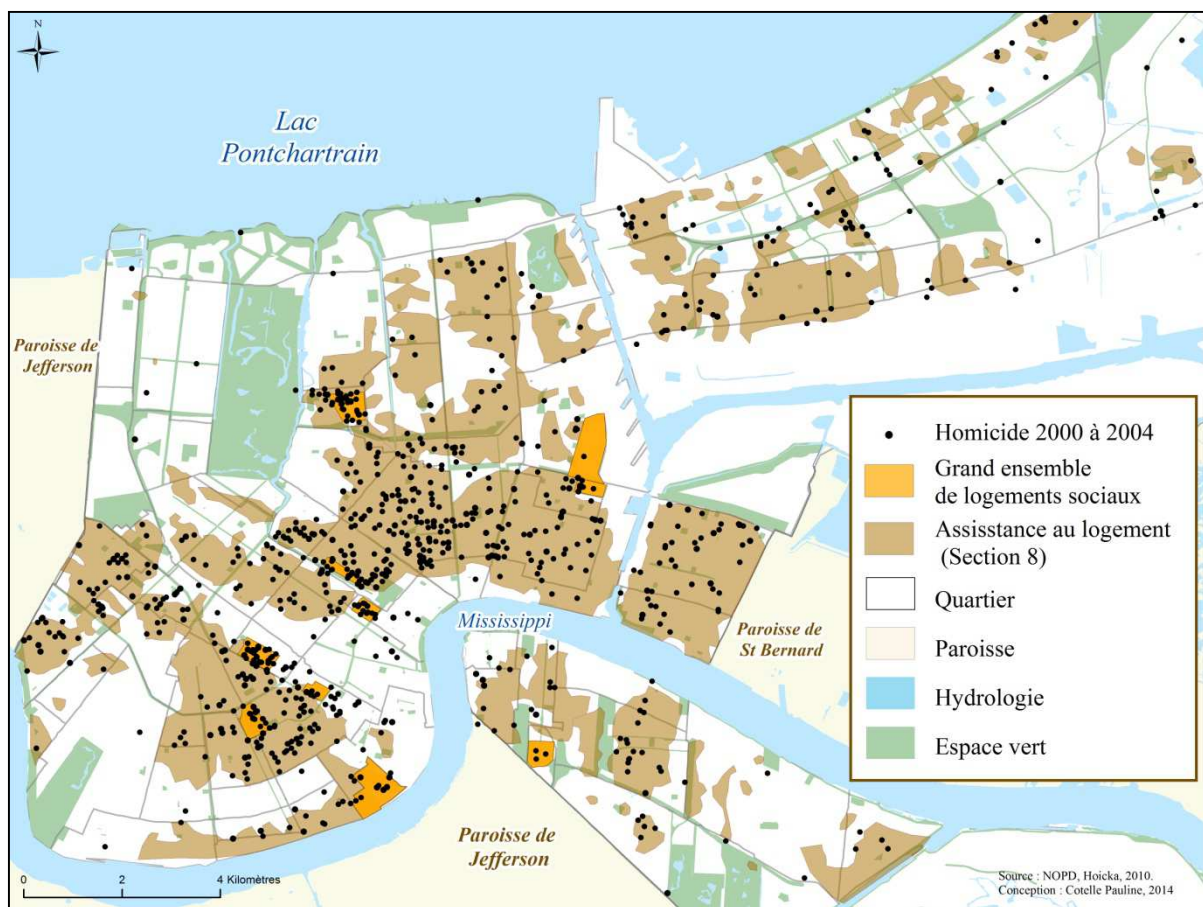 N
Lac
Pontchartrain
Paroisse de
Jefferson
Mississippi
Paroisse de
St Bernard
Paroisse de
Jefferson
Homicide 2000 à 2004
Grand ensemble
de logements sociaux
Assisstance au logement
(Section 8)
Quartier
Paroisse
Hydrologie
Espace vert
0 2 4 Kilomètres
Source : NOPD, Hoicka, 2010.
Conception : Cotelle Pauline, 2014